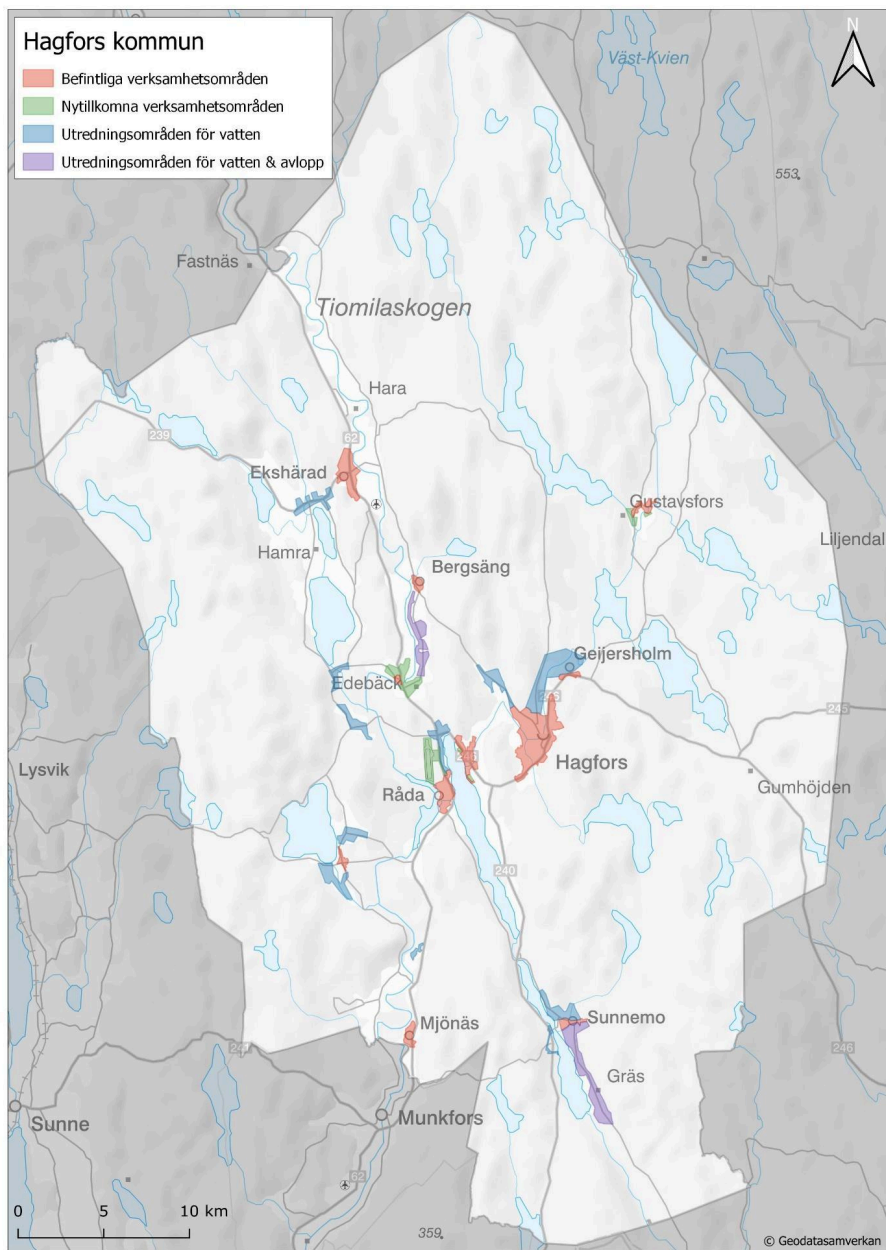 Hagfors kommun
Befintliga verksamhetsområden
Nytillkomna verksamhetsområden
Utredningsområden för vatten
Utredningsområden för vatten & avlopp
N
Väst-Kvien
553
Fastnäs
Tiomilaskogen
Hara
239
62
Ekshärad
Gustavsfors
Liljendal
Hamra
Bergsäng
Geijersholm
Edebäck
245
Lysvik
Hagfors
Gumhöjden
Råda
240
Sunnemo
Mjönäs
246
Gräs
Sunne
Munkfors
62
0 5 10 km
359
© Geodatasamverkan